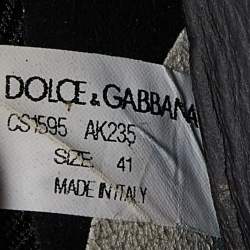 DOLCE & GABBANA
CS1595 AK235
SIZE: 41
MADE IN ITALY